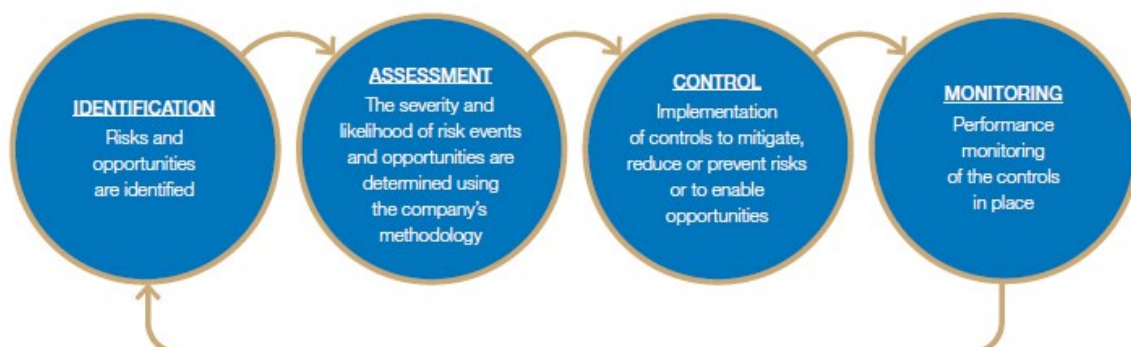 IDENTIFICATION
Risks and
opportunities
are identified
ASSESSMENT
The severity and
likelihood of risk events
and opportunities are
determined using
the company's
methodology
CONTROL
Implementation
of controls to mitigate,
reduce or prevent risks
or to enable
opportunities
MONITORING
Performance
monitoring
of the controls
in place